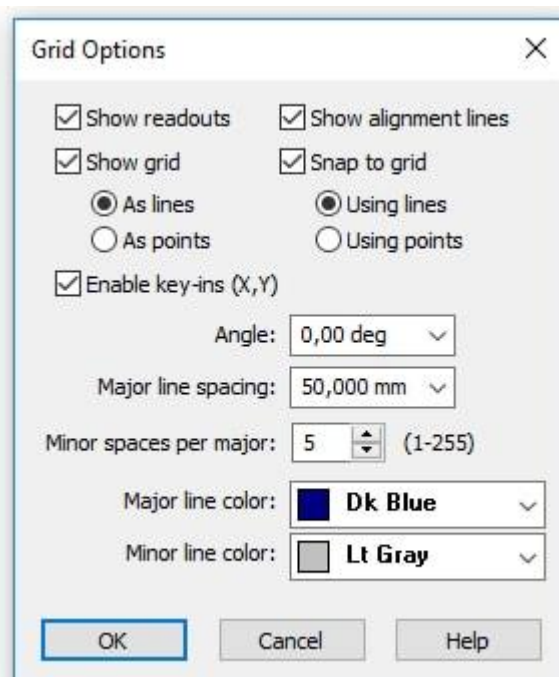 Grid Options
Show readouts Show alignment lines
Show grid Snap to grid
As lines Using lines
As points Using points
Enable key-ins (X,Y)
Angle: 0,00 deg
Major line spacing: 50,000 mm
Minor spaces per major: 5 (1-255)
Major line color: Dk Blue
Minor line color: Lt Gray
OK Cancel Help